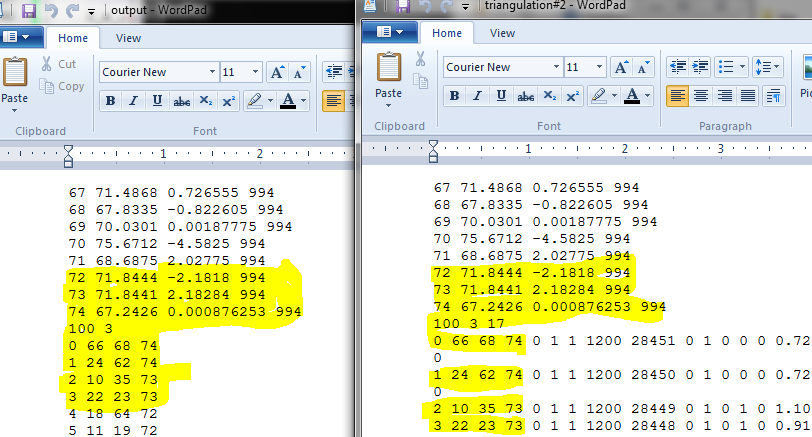 output - WordPad
Home View
Cut
Copy
Paste
Courier New 11
Clipboard
Font
1 2
67 71.4868 0.726555 994
68 67.8335 -0.822605 994
69 70.0301 0.00187775 994
70 75.6712 -4.5825 994
71 68.6875 2.02775 994
72 71.8444 -2.1818 994
73 71.8441 2.18284 994
74 67.2426 0.000876253 994
100 3
0 66 68 74
1 24 62 74
2 10 35 73
3 22 23 73
4 18 64 72
5 11 19 72
triangulation#2 - WordPad
Home View
Paste
Courier New 11
Clipboard
Font
Paragraph
1 2 3
67 71.4868 0.726555 994
68 67.8335 -0.822605 994
69 70.0301 0.00187775 994
70 75.6712 -4.5825 994
71 68.6875 2.02775 994
72 71.8444 -2.1818 994
73 71.8441 2.18284 994
74 67.2426 0.000876253 994
100 3 17
0 66 68 74 0 1 1 1200 28451 0 1 0 0 0 0.72
0
1 24 62 74 0 1 1 1200 28450 0 1 0 0 0 0.72
0
2 10 35 73 0 1 1 1200 28449 0 1 0 1 0 1.10
3 22 23 73 0 1 1 1200 28448 0 1 0 1 0 0.91